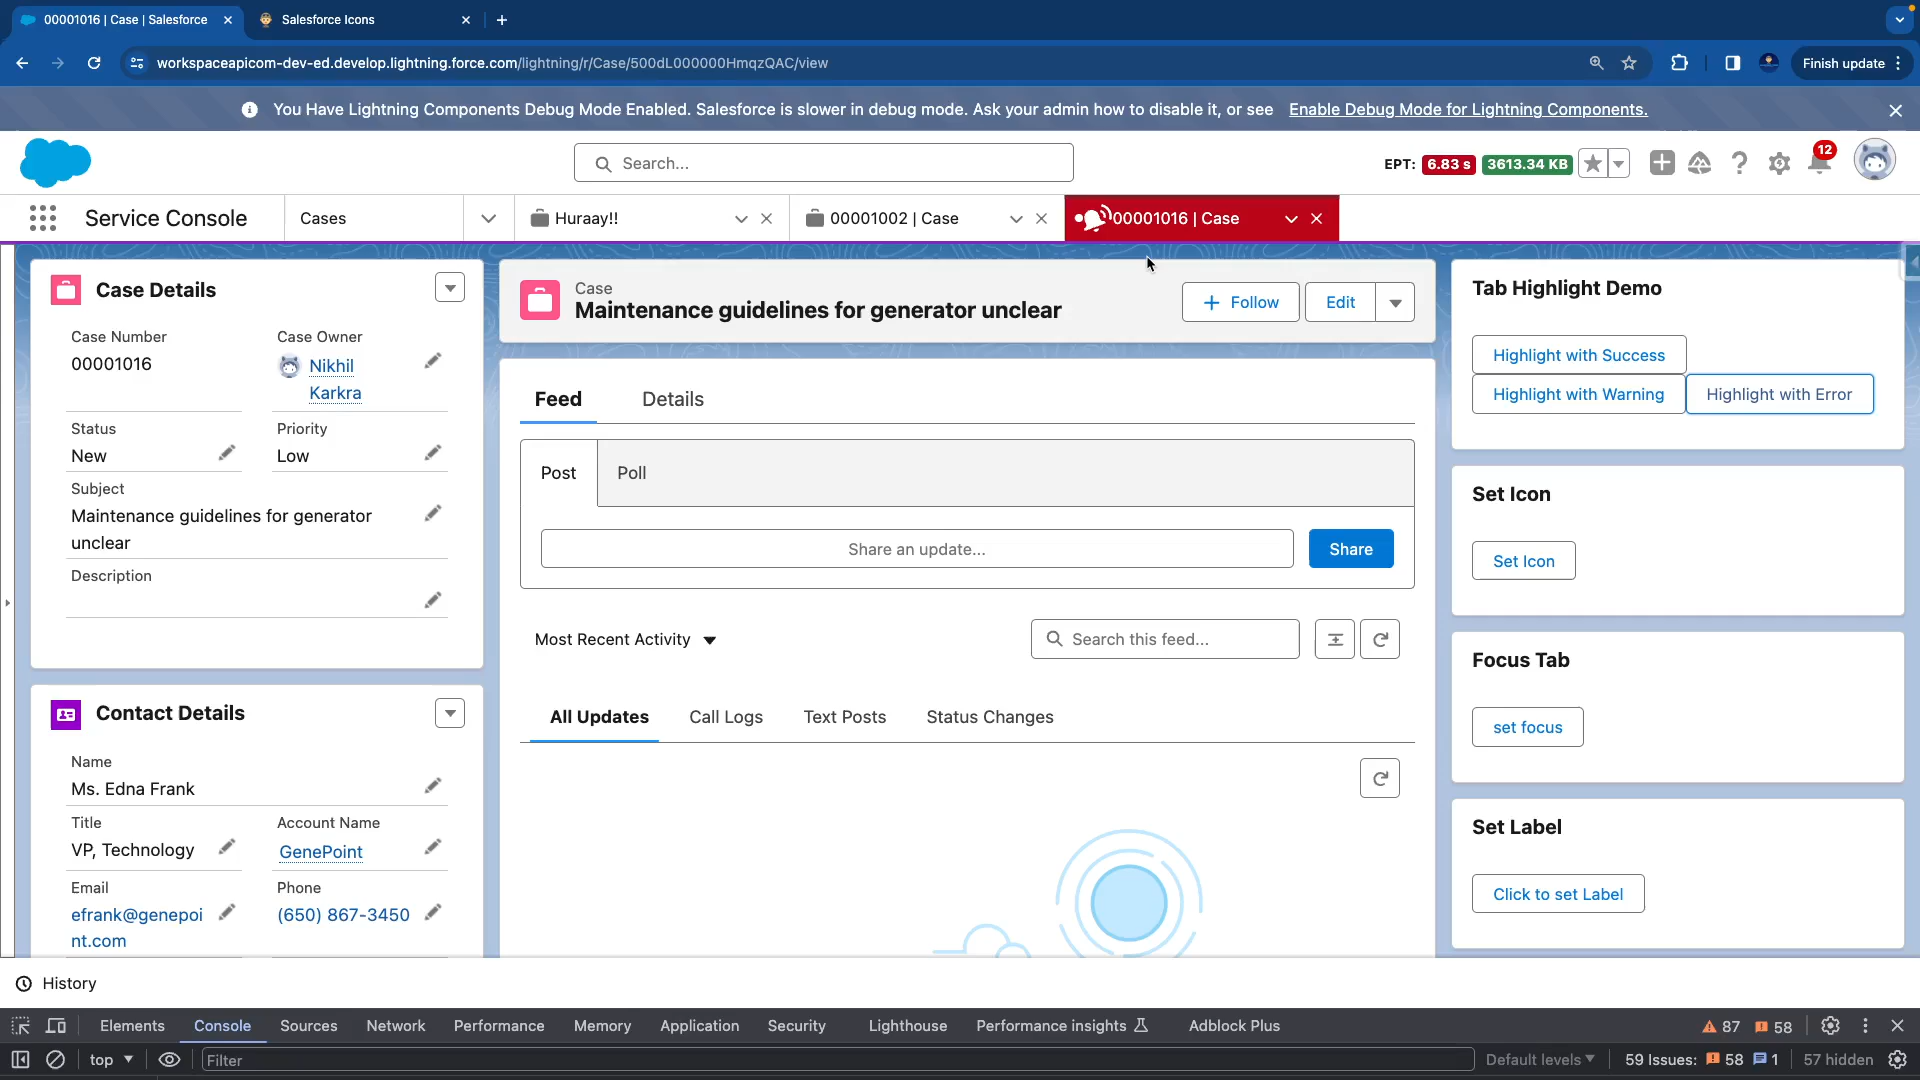 00001016 | Case | Salesforce
Salesforce Icons
workspaceapicom-dev-ed.develop.lightning.force.com/lightning/r/Case/500dL000000HmqzQAC/view
Finish update
You Have Lightning Components Debug Mode Enabled. Salesforce is slower in debug mode. Ask your admin how to disable it, or see Enable Debug Mode for Lightning Components.
Search...
EPT: 6.83 s 3613.34 KB
12
Service Console
Cases
Huraay!!
00001002 | Case
00001016 | Case
Case Details
Case Number
00001016
Case Owner
Nikhil
Karkra
Status
New
Priority
Low
Subject
Maintenance guidelines for generator
unclear
Description
Contact Details
Name
Ms. Edna Frank
Title
VP, Technology
Account Name
GenePoint
Email
efrank@genepoi
nt.com
Phone
(650) 867-3450
Case
Maintenance guidelines for generator unclear
Follow
Edit
Feed
Details
Post
Poll
Share an update...
Share
Most Recent Activity
Search this feed...
All Updates
Call Logs
Text Posts
Status Changes
Tab Highlight Demo
Highlight with Success
Highlight with Warning
Highlight with Error
Set Icon
Set Icon
Focus Tab
set focus
Set Label
Click to set Label
History
Elements
Console
Sources
Network
Performance
Memory
Application
Security
Lighthouse
Performance insights
Adblock Plus
87
58
top
Filter
Default levels
59 Issues:
58
1
57 hidden